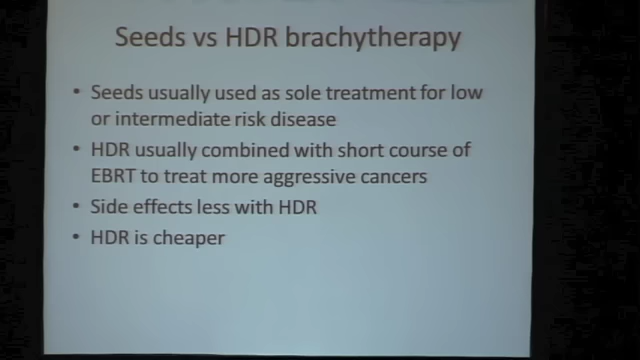 Seeds vs HDR brachytherapy
• Seeds usually used as sole treatment for low
or intermediate risk disease
• HDR usually combined with short course of
EBRT to treat more aggressive cancers
• Side effects less with HDR
• HDR is cheaper